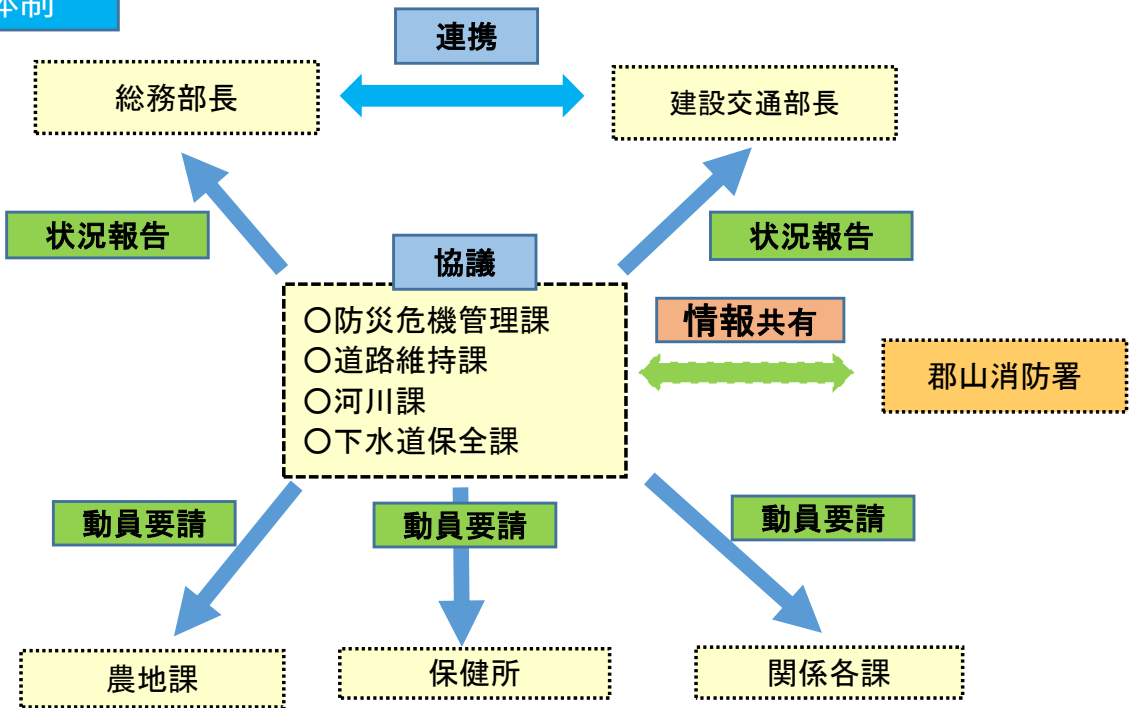 体制
連携
総務部長
建設交通部長
状況報告
状況報告
協議
〇防災危機管理課
〇道路維持課
〇河川課
〇下水道保全課
情報共有
郡山消防署
動員要請
動員要請
動員要請
農地課
保健所
関係各課